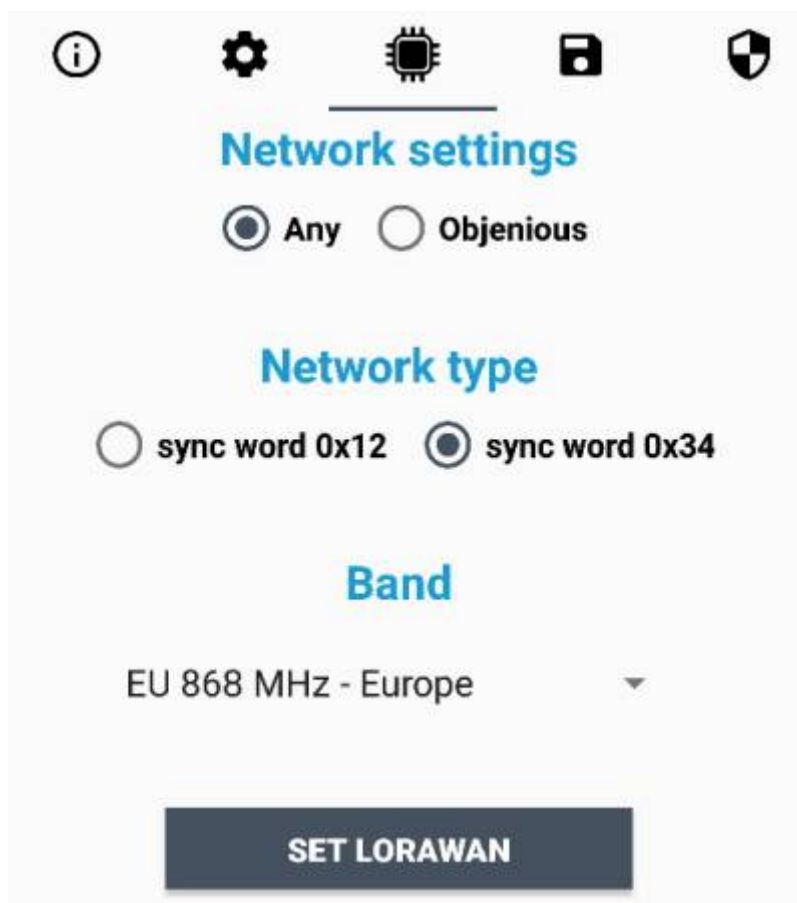 Network settings
Any Objenious
Network type
sync word 0x12 sync word 0x34
Band
EU 868 MHz - Europe
SET LORAWAN